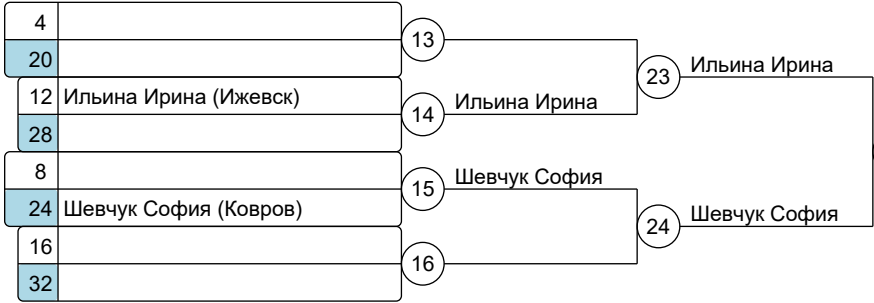 4
13
20
23 Ильина Ирина
12 Ильина Ирина (Ижевск)
14 Ильина Ирина
28
8
15 Шевчук София
24 Шевчук София (Ковров)
24 Шевчук София
16
16
32